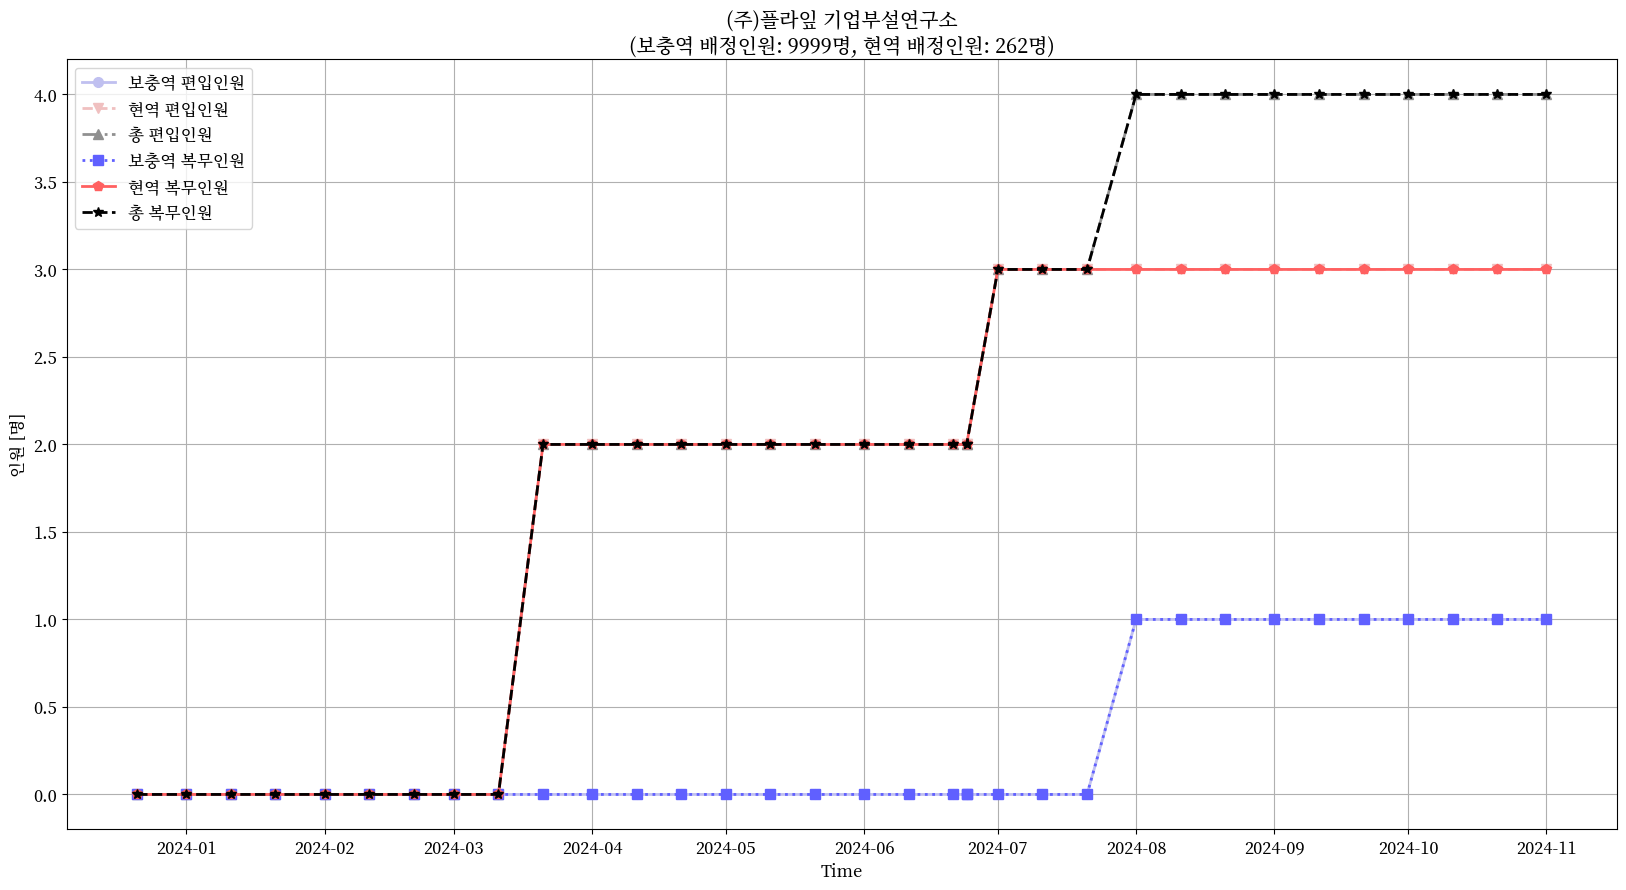 (주)플라잎 기업부설연구소
(보충역 배정인원: 9999명, 현역 배정인원: 262명)
보충역 편입인원
현역 편입인원
총 편입인원
보충역 복무인원
현역 복무인원
총 복무인원
4.0
3.5
3.0
2.5
2.0
1.5
1.0
0.5
0.0
인원 [명]
2024-01 2024-02 2024-03 2024-04 2024-05 2024-06 2024-07 2024-08 2024-09 2024-10 2024-11
Time